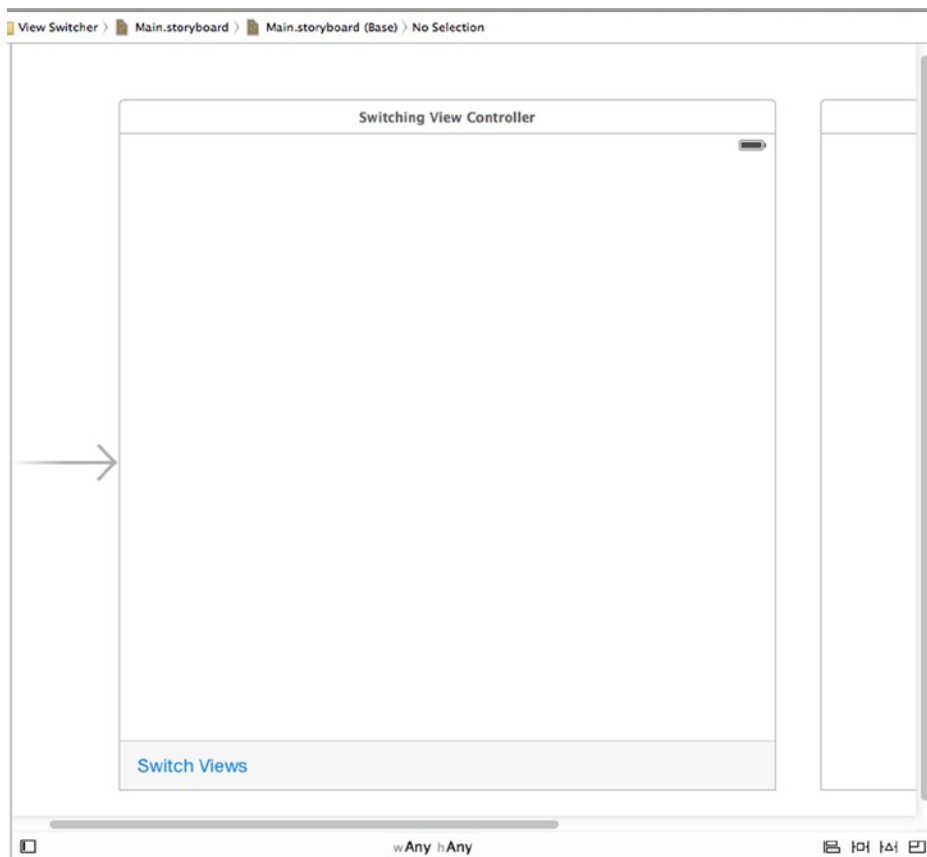 View Switcher 〉 Main.storyboard 〉 Main.storyboard (Base) 〉 No Selection
Switching View Controller
Switch Views
wAny hAny